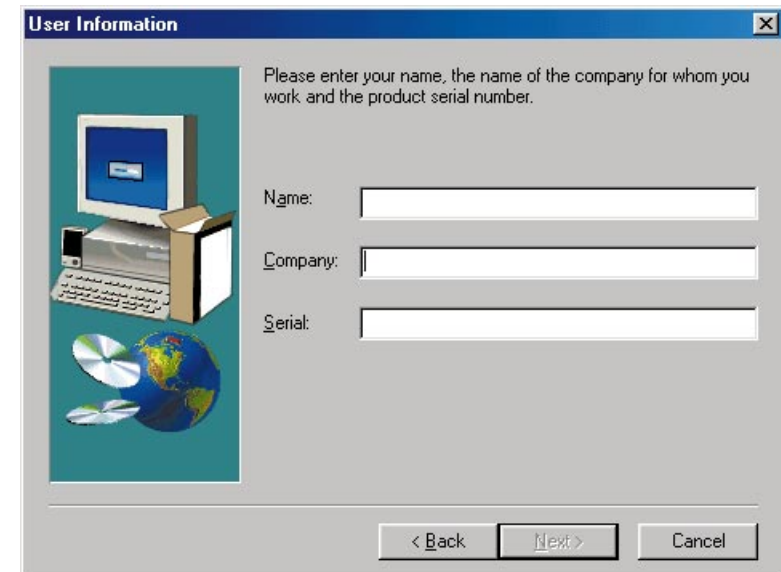 User Information
Please enter your name, the name of the company for whom you
work and the product serial number.
Name:
Company:
Serial:
< Back
Next >
Cancel